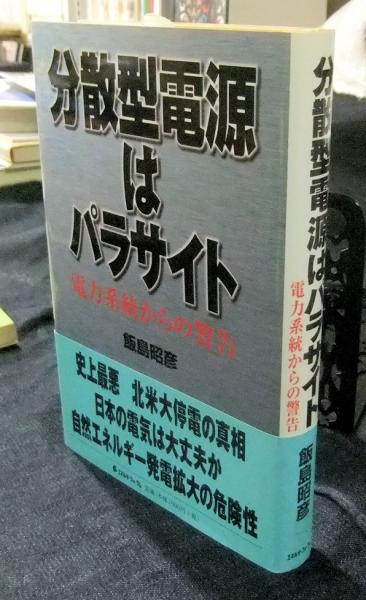 分散型電源
は
パラサイト
電力系統からの警告
飯島昭彦
史上最悪 北米大停電の真相
日本の電気は大丈夫か
自然エネルギー発電拡大の危険性
分散型電源はパラサイト
電力系統からの警告
飯島昭彦